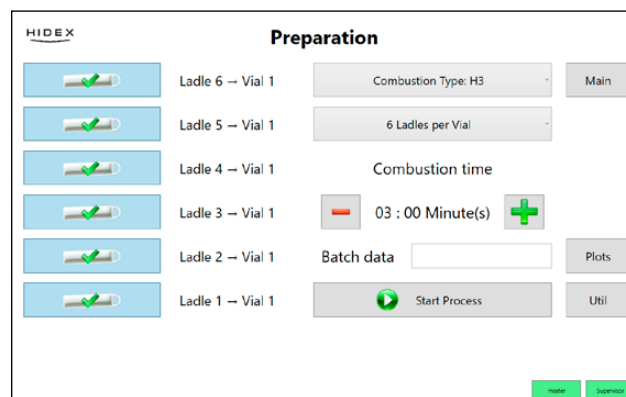 HIDEX
Preparation
Ladle 6 → Vial 1
Combustion Type: H3
Main
Ladle 5 → Vial 1
6 Ladles per Vial
Ladle 4 → Vial 1
Combustion time
Ladle 3 → Vial 1
03 : 00 Minute(s)
Ladle 2 → Vial 1
Batch data
Plots
Ladle 1 → Vial 1
Start Process
Util
Heater
Supervisor